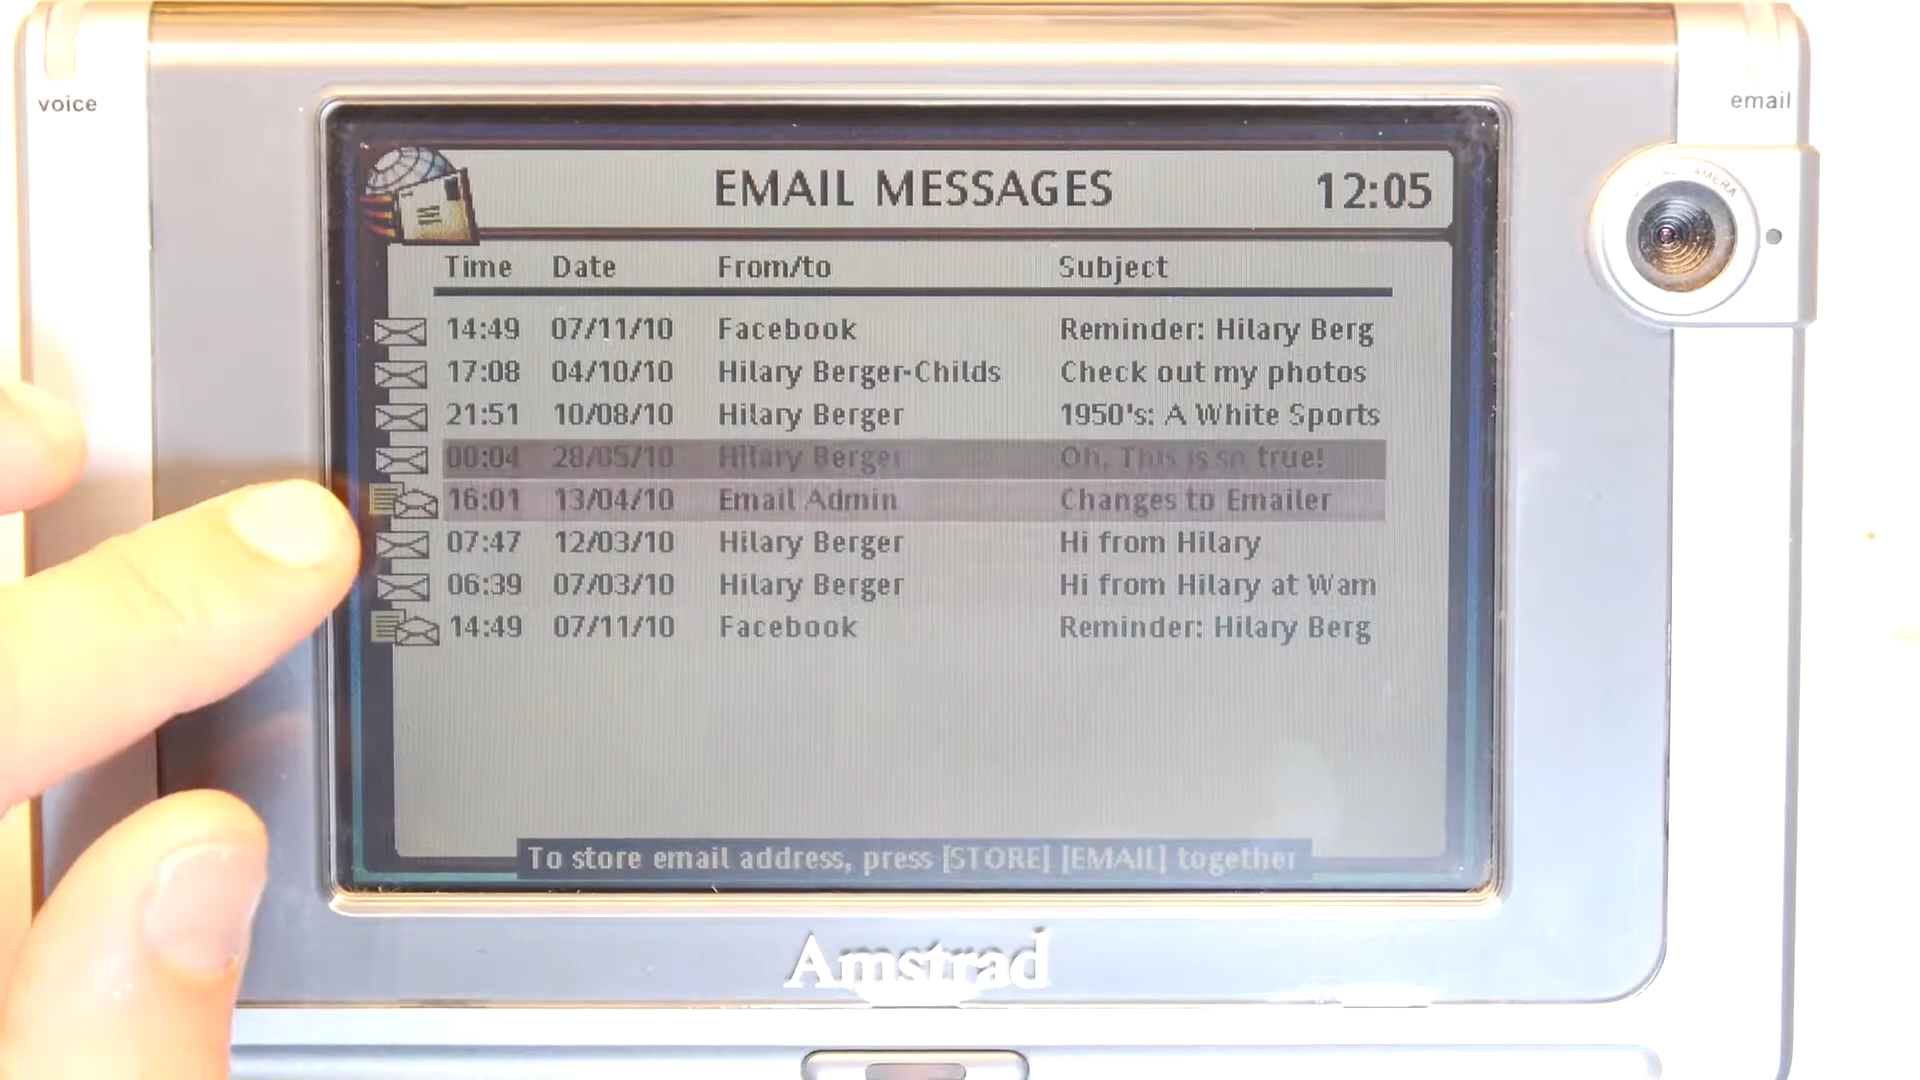 voice
email
EMAIL MESSAGES 12:05
Time Date From/to Subject
14:49 07/11/10 Facebook Reminder: Hilary Berg
17:08 04/10/10 Hilary Berger-Childs Check out my photos
21:51 10/08/10 Hilary Berger 1950's: A White Sports
00:04 28/05/10 Hilary Berger Oh, This is so true!
16:01 13/04/10 Email Admin Changes to Emailer
07:47 12/03/10 Hilary Berger Hi from Hilary
06:39 07/03/10 Hilary Berger Hi from Hilary at Wam
14:49 07/11/10 Facebook Reminder: Hilary Berg
To store email address, press [STORE] [EMAIL] together
Amstrad